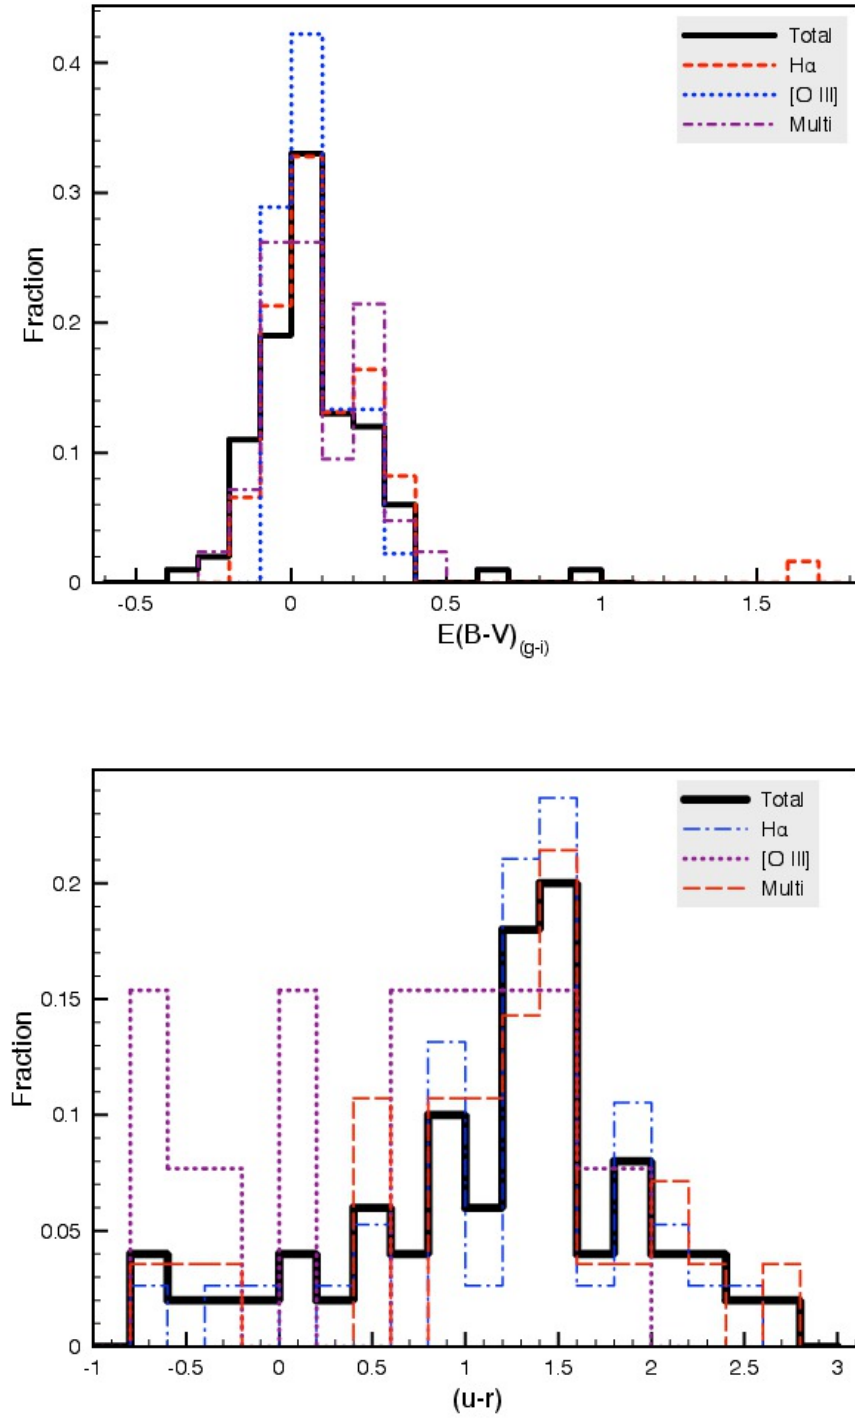 Total
Hα
[O III]
Multi
0.4
0.3
0.2
0.1
0
Fraction
-0.5
0
0.5
1
1.5
E(B-V)(g-i)
Total
Hα
[O III]
Multi
0.2
0.15
0.1
0.05
0
Fraction
-1
-0.5
0
0.5
1
1.5
2
2.5
3
(u-r)